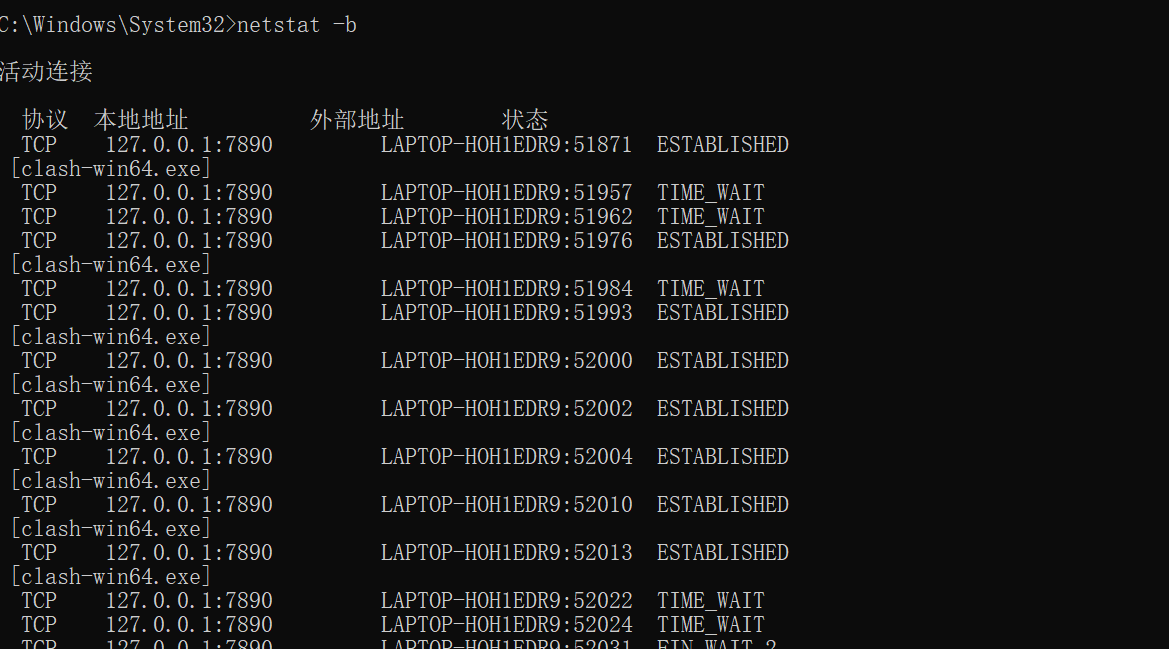 C:\Windows\System32>netstat -b
活动连接
协议 本地地址 外部地址 状态
TCP 127.0.0.1:7890 LAPTOP-HOH1EDR9:51871 ESTABLISHED
[clash-win64.exe]
TCP 127.0.0.1:7890 LAPTOP-HOH1EDR9:51957 TIME_WAIT
TCP 127.0.0.1:7890 LAPTOP-HOH1EDR9:51962 TIME_WAIT
TCP 127.0.0.1:7890 LAPTOP-HOH1EDR9:51976 ESTABLISHED
[clash-win64.exe]
TCP 127.0.0.1:7890 LAPTOP-HOH1EDR9:51984 TIME_WAIT
TCP 127.0.0.1:7890 LAPTOP-HOH1EDR9:51993 ESTABLISHED
[clash-win64.exe]
TCP 127.0.0.1:7890 LAPTOP-HOH1EDR9:52000 ESTABLISHED
[clash-win64.exe]
TCP 127.0.0.1:7890 LAPTOP-HOH1EDR9:52002 ESTABLISHED
[clash-win64.exe]
TCP 127.0.0.1:7890 LAPTOP-HOH1EDR9:52004 ESTABLISHED
[clash-win64.exe]
TCP 127.0.0.1:7890 LAPTOP-HOH1EDR9:52010 ESTABLISHED
[clash-win64.exe]
TCP 127.0.0.1:7890 LAPTOP-HOH1EDR9:52013 ESTABLISHED
[clash-win64.exe]
TCP 127.0.0.1:7890 LAPTOP-HOH1EDR9:52022 TIME_WAIT
TCP 127.0.0.1:7890 LAPTOP-HOH1EDR9:52024 TIME_WAIT
TCP 127.0.0.1:7890 LAPTOP-HOH1EDR9:52031 FIN_WAIT_2